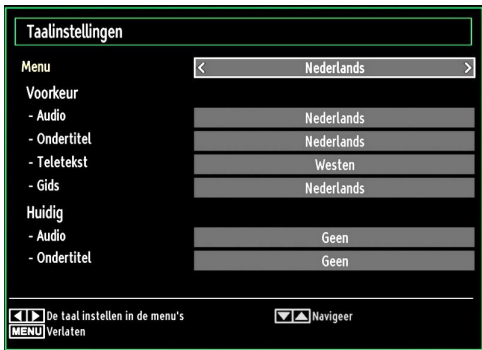 Taalinstellingen
Menu < Nederlands >
Voorkeur
- Audio Nederlands
- Ondertitel Nederlands
- Teletekst Westen
- Gids Nederlands
Huidig
- Audio Geen
- Ondertitel Geen
De taal instellen in de menu's Navigeer
MENU Verlaten